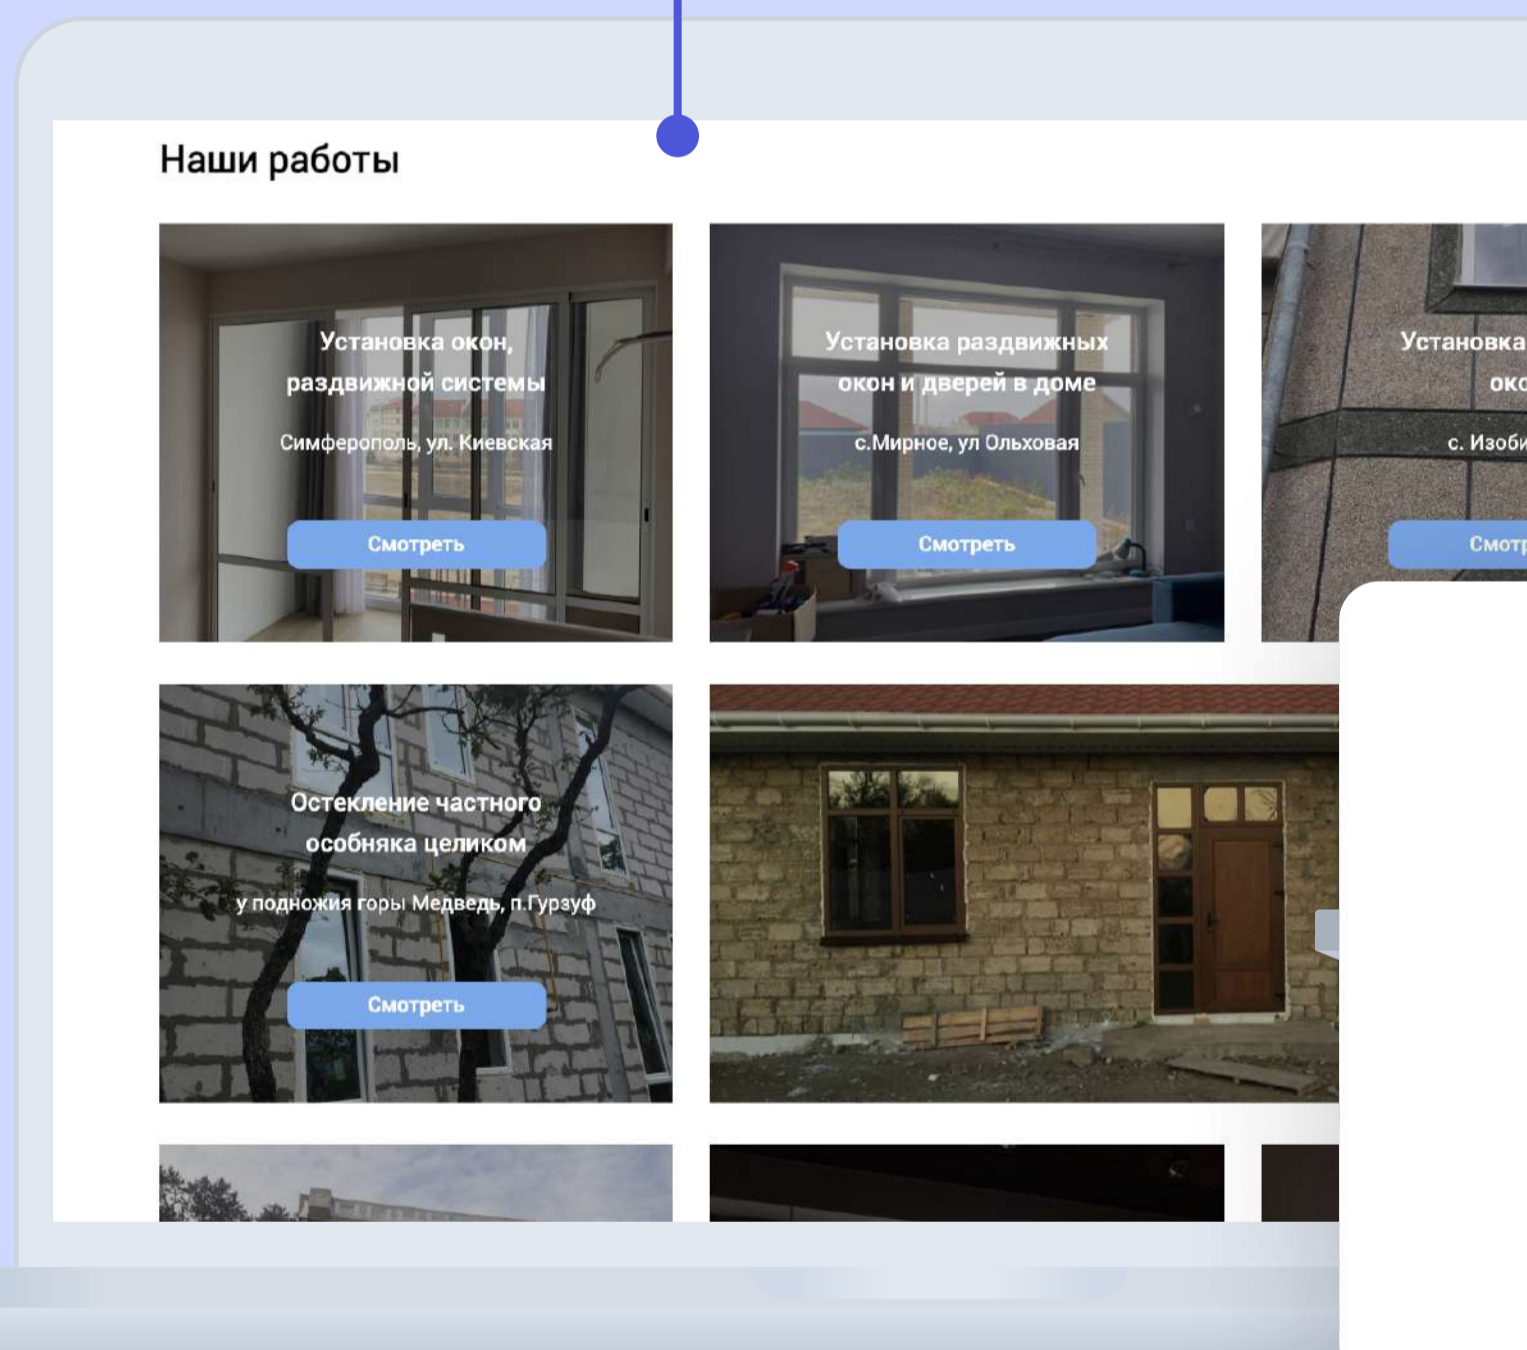 Наши работы
Установка окон,
раздвижной системы
Симферополь, ул. Киевская
Смотреть
Установка раздвижных
окон и дверей в доме
с.Мирное, ул Ольховая
Смотреть
Установка
с.
Остекление частного
особняка целиком
у подножия горы Медведь, п.Гурзуф
Смотреть